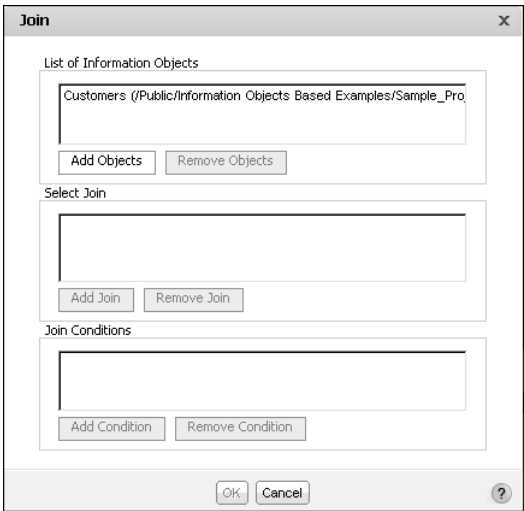 Join
x
List of Information Objects
Customers (/Public/Information Objects Based Examples/Sample_Pro
Add Objects Remove Objects
Select Join
Add Join Remove Join
Join Conditions
Add Condition Remove Condition
OK Cancel ?